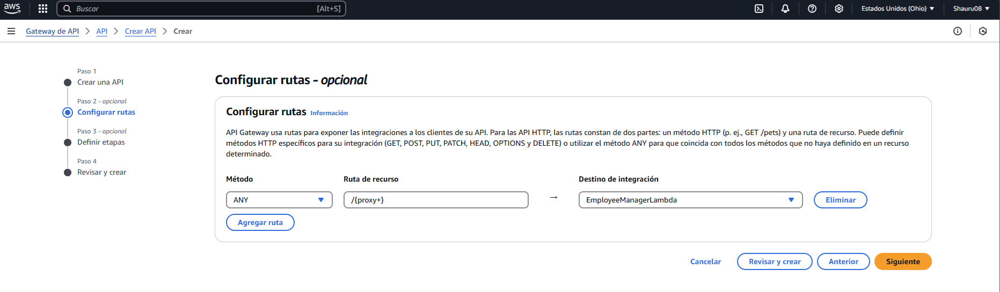 aws
Buscar
[Alt+S]
Estados Unidos (Ohio)
Shauru08
Gateway de API
API
Crear API
Crear
Paso 1
Crear una API
Paso 2 - opcional
Configurar rutas
Paso 3 - opcional
Definir etapas
Paso 4
Revisar y crear
Configurar rutas - opcional
Configurar rutas Información
API Gateway usa rutas para exponer las integraciones a los clientes de su API. Para las API HTTP, las rutas constan de dos partes: un método HTTP (p. ej., GET /pets) y una ruta de recurso. Puede definir
métodos HTTP específicos para su integración (GET, POST, PUT, PATCH, HEAD, OPTIONS y DELETE) o utilizar el método ANY para que coincida con todos los métodos que no haya definido en un recurso
determinado.
Método
Ruta de recurso
Destino de integración
ANY
/{proxy+}
→
EmployeeManagerLambda
Eliminar
Agregar ruta
Cancelar
Revisar y crear
Anterior
Siguiente